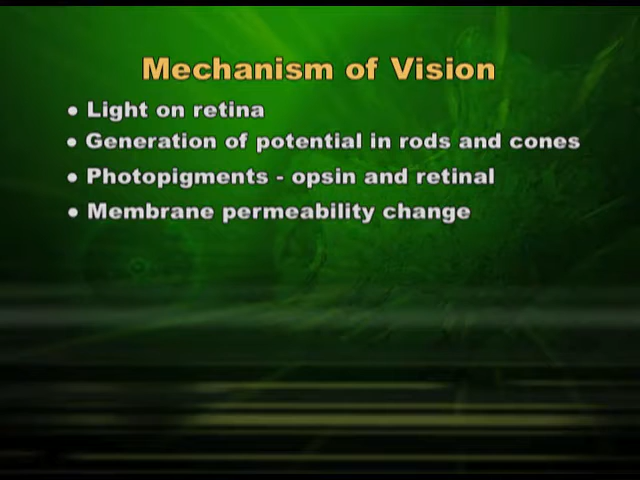 Mechanism of Vision
• Light on retina
• Generation of potential in rods and cones
• Photopigments - opsin and retinal
• Membrane permeability change